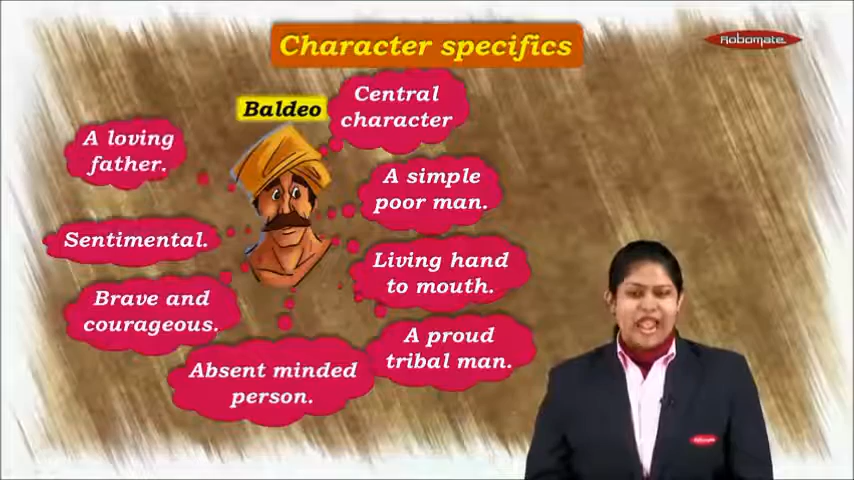 Character specifics
Robomate
Baldeo
Central
character
A loving
father.
A simple
poor man.
Sentimental.
Living hand
to mouth.
Brave and
courageous.
A proud
tribal man.
Absent minded
person.